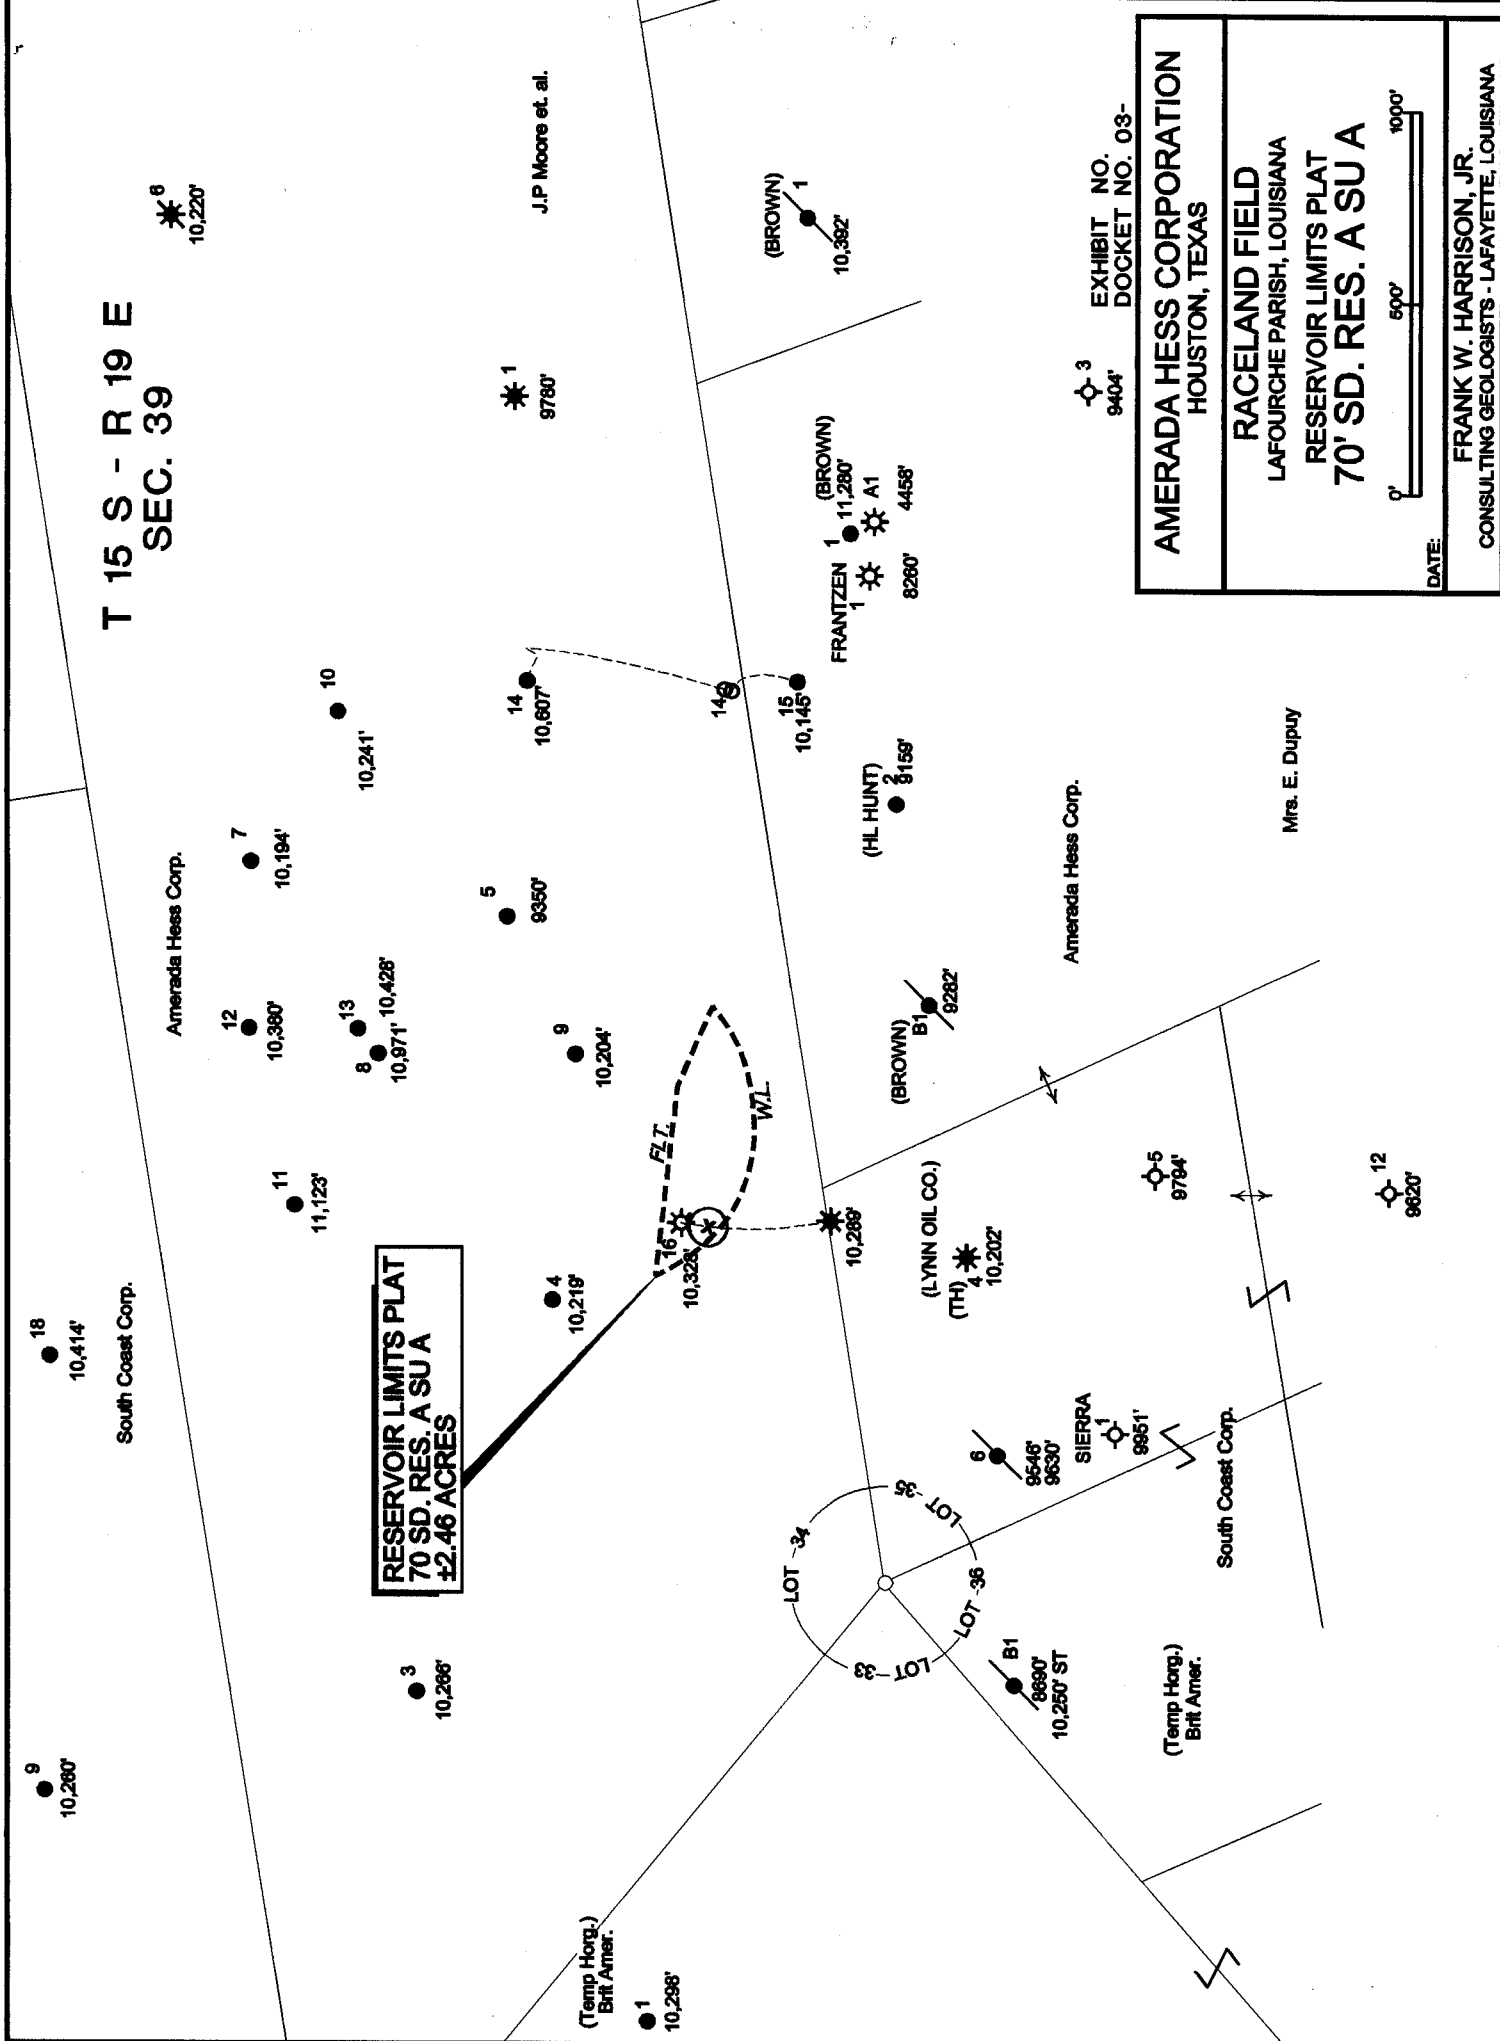 T 15 S - R 19 E
SEC. 39
9
10,260'
18
10,414'
South Coast Corp.
3
10,266'
11
11,123'
12
10,380'
Amerada Hess Corp.
7
10,194'
10
10,241'
6
10,220'
8
10,971'
13
10,428'
5
9350'
14
10,607'
1
9780'
J.P Moore et. al.
RESERVOIR LIMITS PLAT
70 SD. RES. A SU A
±2.46 ACRES
4
10,219'
9
10,204'
(Temp Horg.)
Brit Amer.
1
10,298'
FLT.
W.L.
16
10,328'
10,289'
14
15
10,145'
(BROWN)
1
10,392'
LOT 34
LOT 35
LOT 36
LOT 33
(HL HUNT)
2
9159'
FRANTZEN
1
8260'
(BROWN)
1
11,280'
A1
4458'
(BROWN)
B1
9282'
(LYNN OIL CO.)
(TH)
4
10,202'
6
9546'
9630'
SIERRA
1
9951'
B1
8690'
10,250' ST
(Temp Horg.)
Brit Amer.
South Coast Corp.
5
9794'
12
9620'
Amerada Hess Corp.
Mrs. E. Dupuy
3
9404'
EXHIBIT NO.
DOCKET NO. 03-
AMERADA HESS CORPORATION
HOUSTON, TEXAS
RACELAND FIELD
LAFOURCHE PARISH, LOUISIANA
RESERVOIR LIMITS PLAT
70' SD. RES. A SU A
0' 500' 1000'
DATE:
FRANK W. HARRISON, JR.
CONSULTING GEOLOGISTS - LAFAYETTE, LOUISIANA